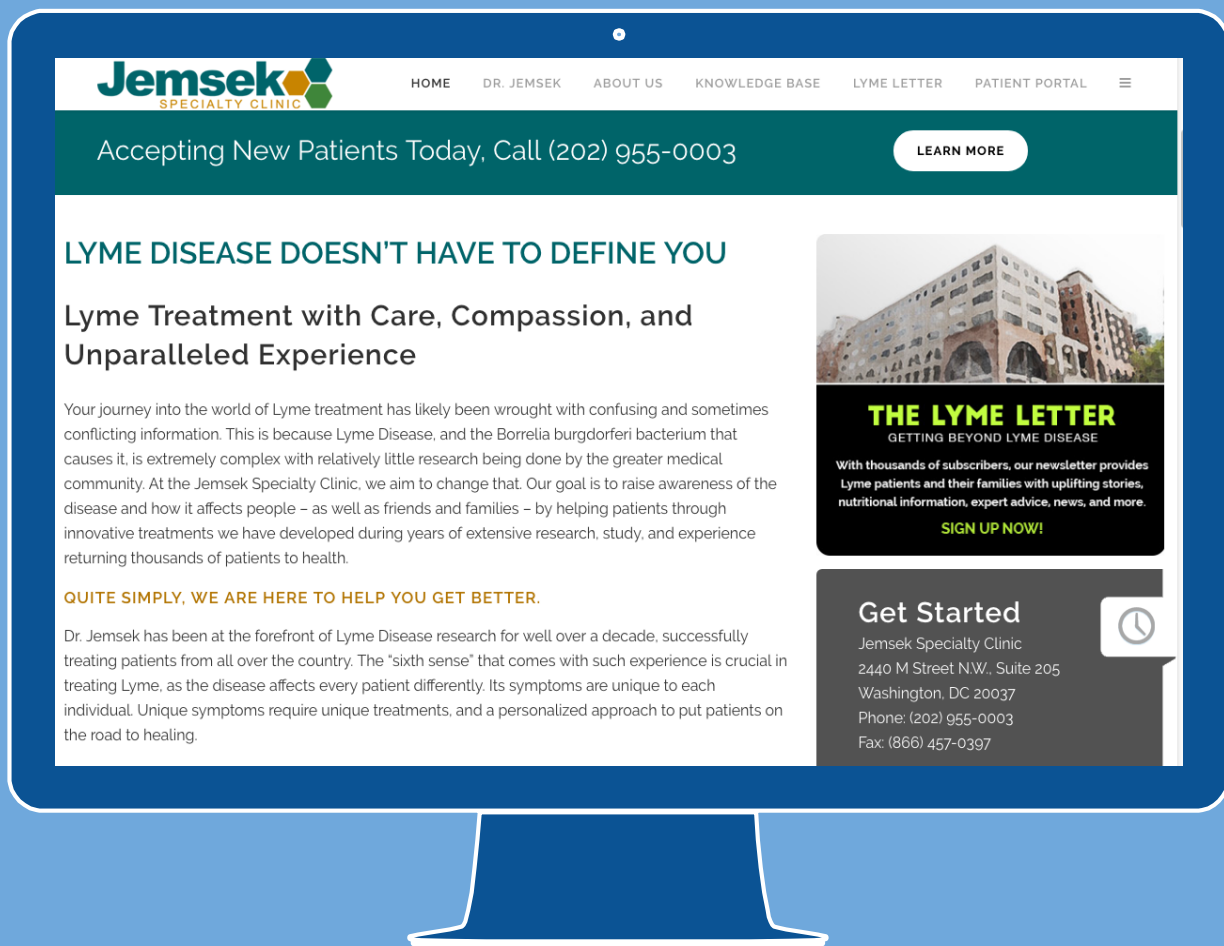 Jemsek
SPECIALTY CLINIC
HOME DR. JEMSEK ABOUT US KNOWLEDGE BASE LYME LETTER PATIENT PORTAL
Accepting New Patients Today, Call (202) 955-0003
LEARN MORE
LYME DISEASE DOESN'T HAVE TO DEFINE YOU
Lyme Treatment with Care, Compassion, and
Unparalleled Experience
Your journey into the world of Lyme treatment has likely been wrought with confusing and sometimes
conflicting information. This is because Lyme Disease, and the Borrelia burgdorferi bacterium that
causes it, is extremely complex with relatively little research being done by the greater medical
community. At the Jemsek Specialty Clinic, we aim to change that. Our goal is to raise awareness of the
disease and how it affects people – as well as friends and families – by helping patients through
innovative treatments we have developed during years of extensive research, study, and experience
returning thousands of patients to health.
QUITE SIMPLY, WE ARE HERE TO HELP YOU GET BETTER.
Dr. Jemsek has been at the forefront of Lyme Disease research for well over a decade, successfully
treating patients from all over the country. The “sixth sense” that comes with such experience is crucial in
treating Lyme, as the disease affects every patient differently. Its symptoms are unique to each
individual. Unique symptoms require unique treatments, and a personalized approach to put patients on
the road to healing.
THE LYME LETTER
GETTING BEYOND LYME DISEASE
With thousands of subscribers, our newsletter provides
Lyme patients and their families with uplifting stories,
nutritional information, expert advice, news, and more.
SIGN UP NOW!
Get Started
Jemsek Specialty Clinic
2440 M Street N.W., Suite 205
Washington, DC 20037
Phone: (202) 955-0003
Fax: (866) 457-0397